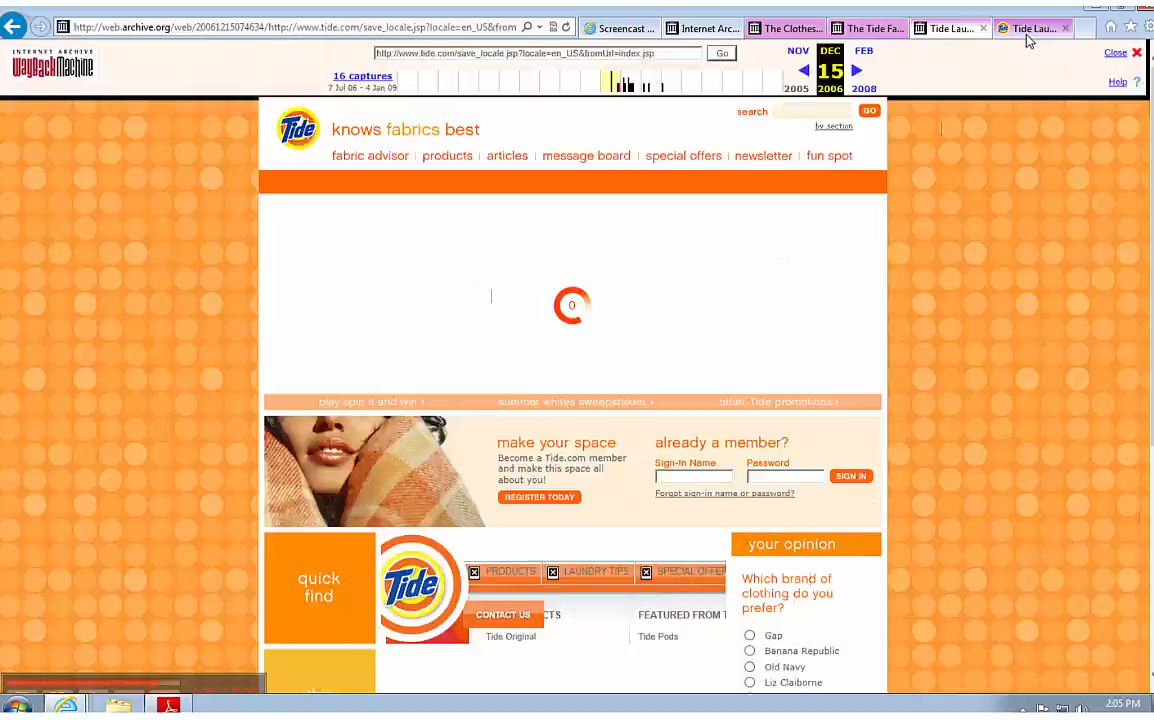 http://web.archive.org/web/20061215074634/http://www.tide.com/save_locale.jsp?locale=en_US&from
Screencast ...
Internet Arc...
The Clothes...
The Tide Fa...
Tide Lau...
Tide Lau...
INTERNET ARCHIVE
WayBackMachine
http://www.tide.com/save_locale.jsp?locale=en_US&fromUrl=index.jsp
Go
NOV
DEC
FEB
Close
16 captures
7 Jul 06 - 4 Jan 09
15
2005
2006
2008
Help ?
Tide
knows fabrics best
search
GO
by section
fabric advisor
products
articles
message board
special offers
newsletter
fun spot
0
play spin it and win
summer whites sweepstakes
other Tide promotions
make your space
Become a Tide.com member
and make this space all
about you!
REGISTER TODAY
already a member?
Sign-In Name
Password
SIGN IN
Forgot sign-in name or password?
quick
find
Tide
PRODUCTS
LAUNDRY TIPS
SPECIAL OFFER
CONTACT US
CTS
FEATURED FROM T
Tide Original
Tide Pods
your opinion
Which brand of
clothing do you
prefer?
Gap
Banana Republic
Old Navy
Liz Claiborne
2:05 PM